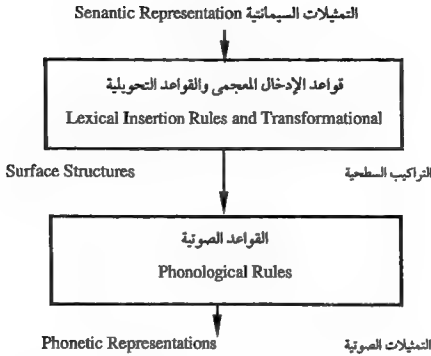 Senantic Representation التمثيلات السيمانتية
قواعد الإدخال المعجمى والقواعد التحويلية
Lexical Insertion Rules and Transformational
Surface Structures التراكيب السطحية
القواعد الصوتية
Phonological Rules
Phonetic Representations التمثيلات الصوتية